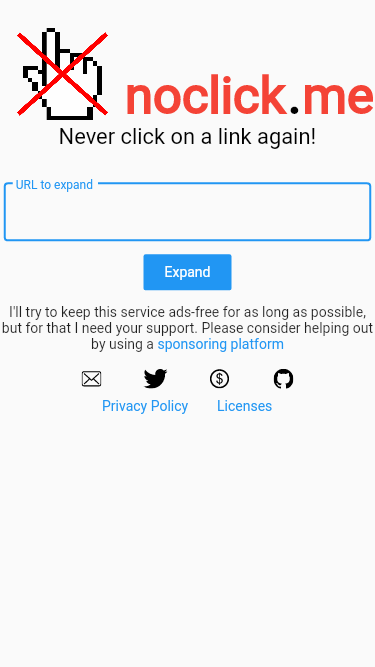 noclick.me
Never click on a link again!
URL to expand
Expand
I'll try to keep this service ads-free for as long as possible,
but for that I need your support. Please consider helping out
by using a sponsoring platform
$
Privacy Policy Licenses